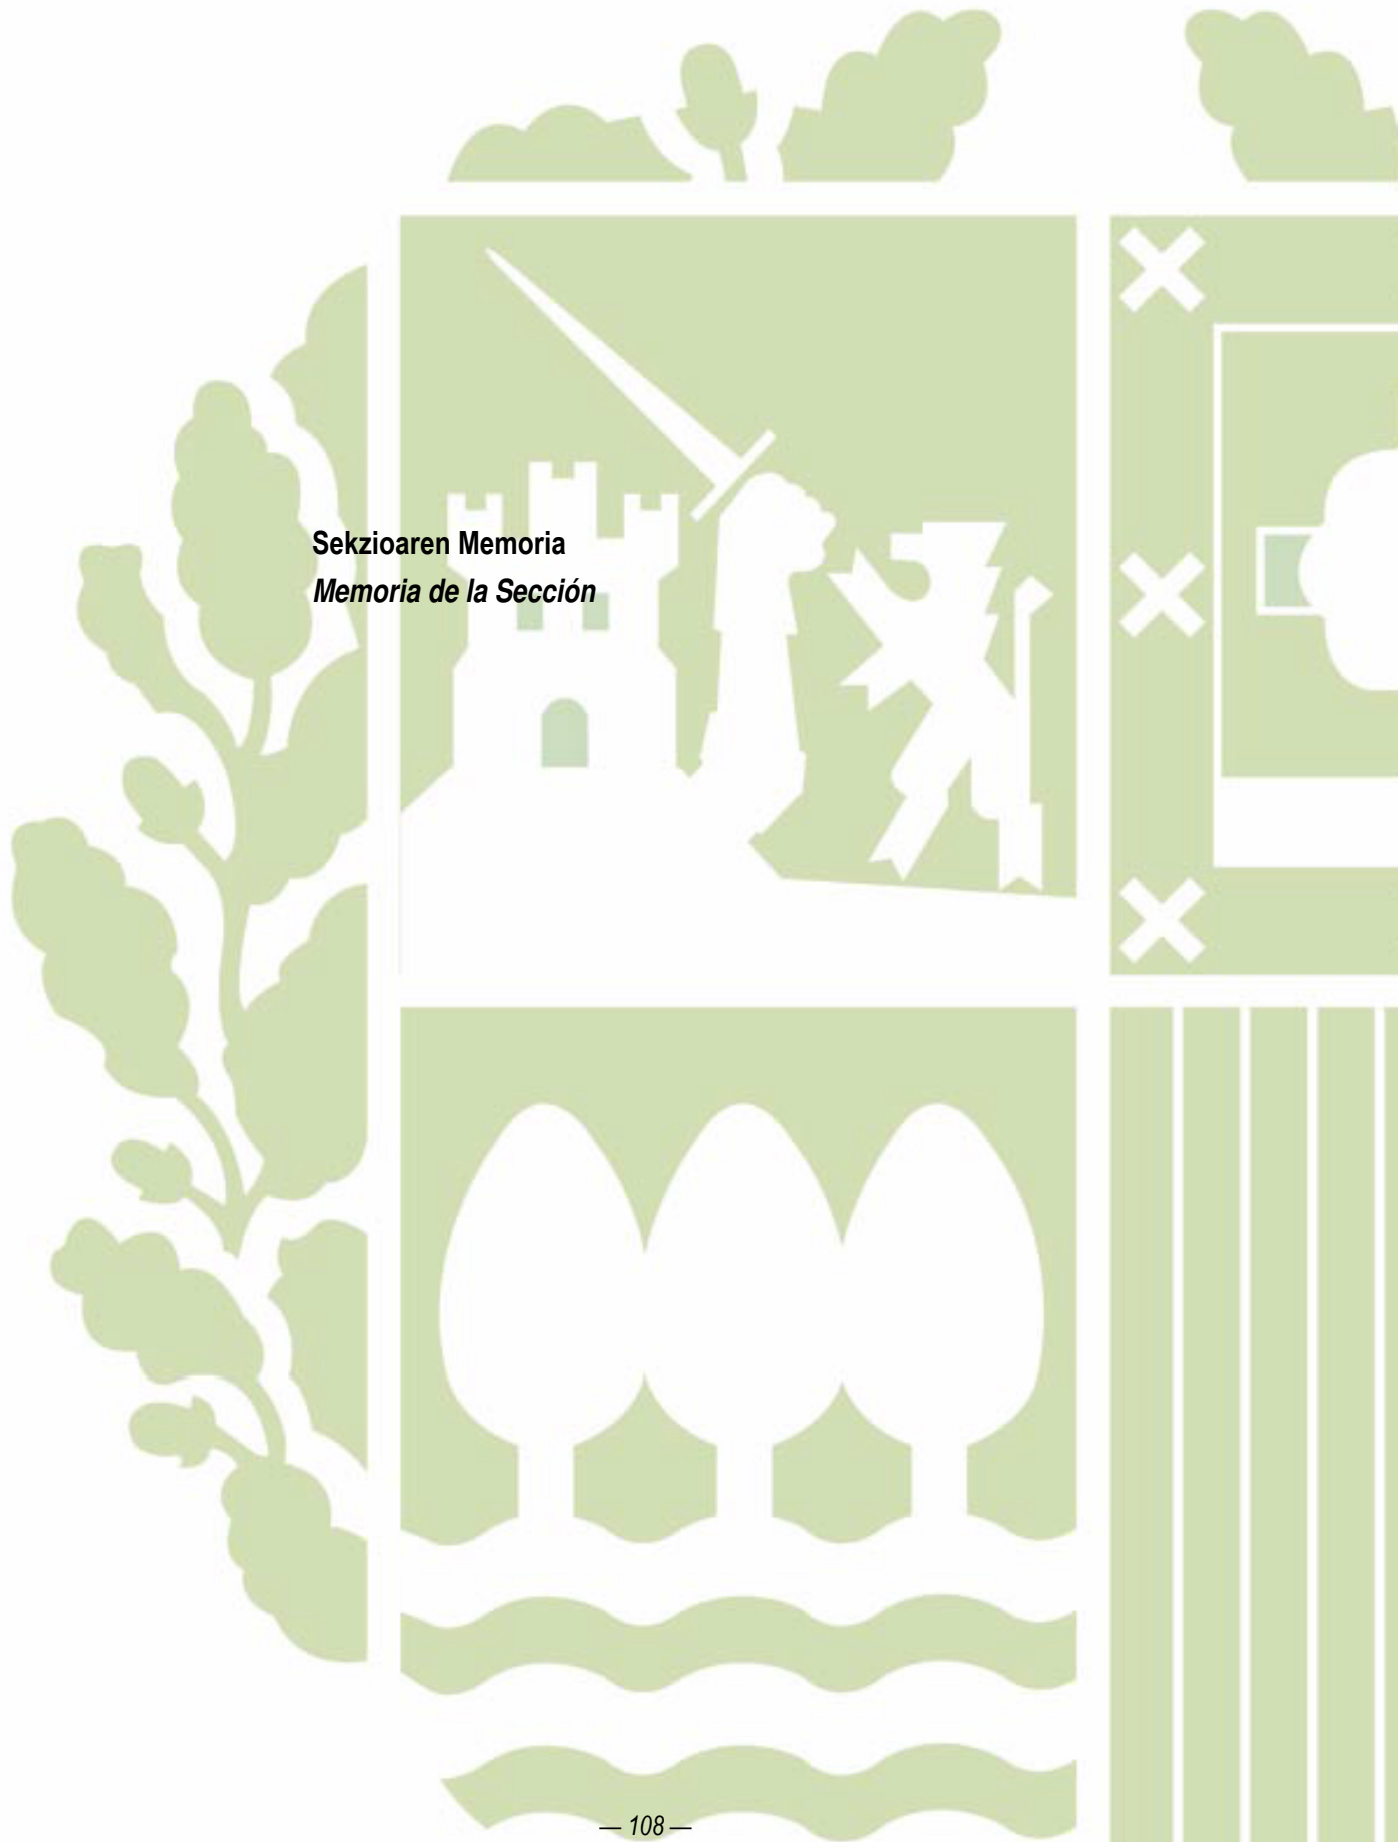 Sekzioaren Memoria
Memoria de la Sección
— 108 —